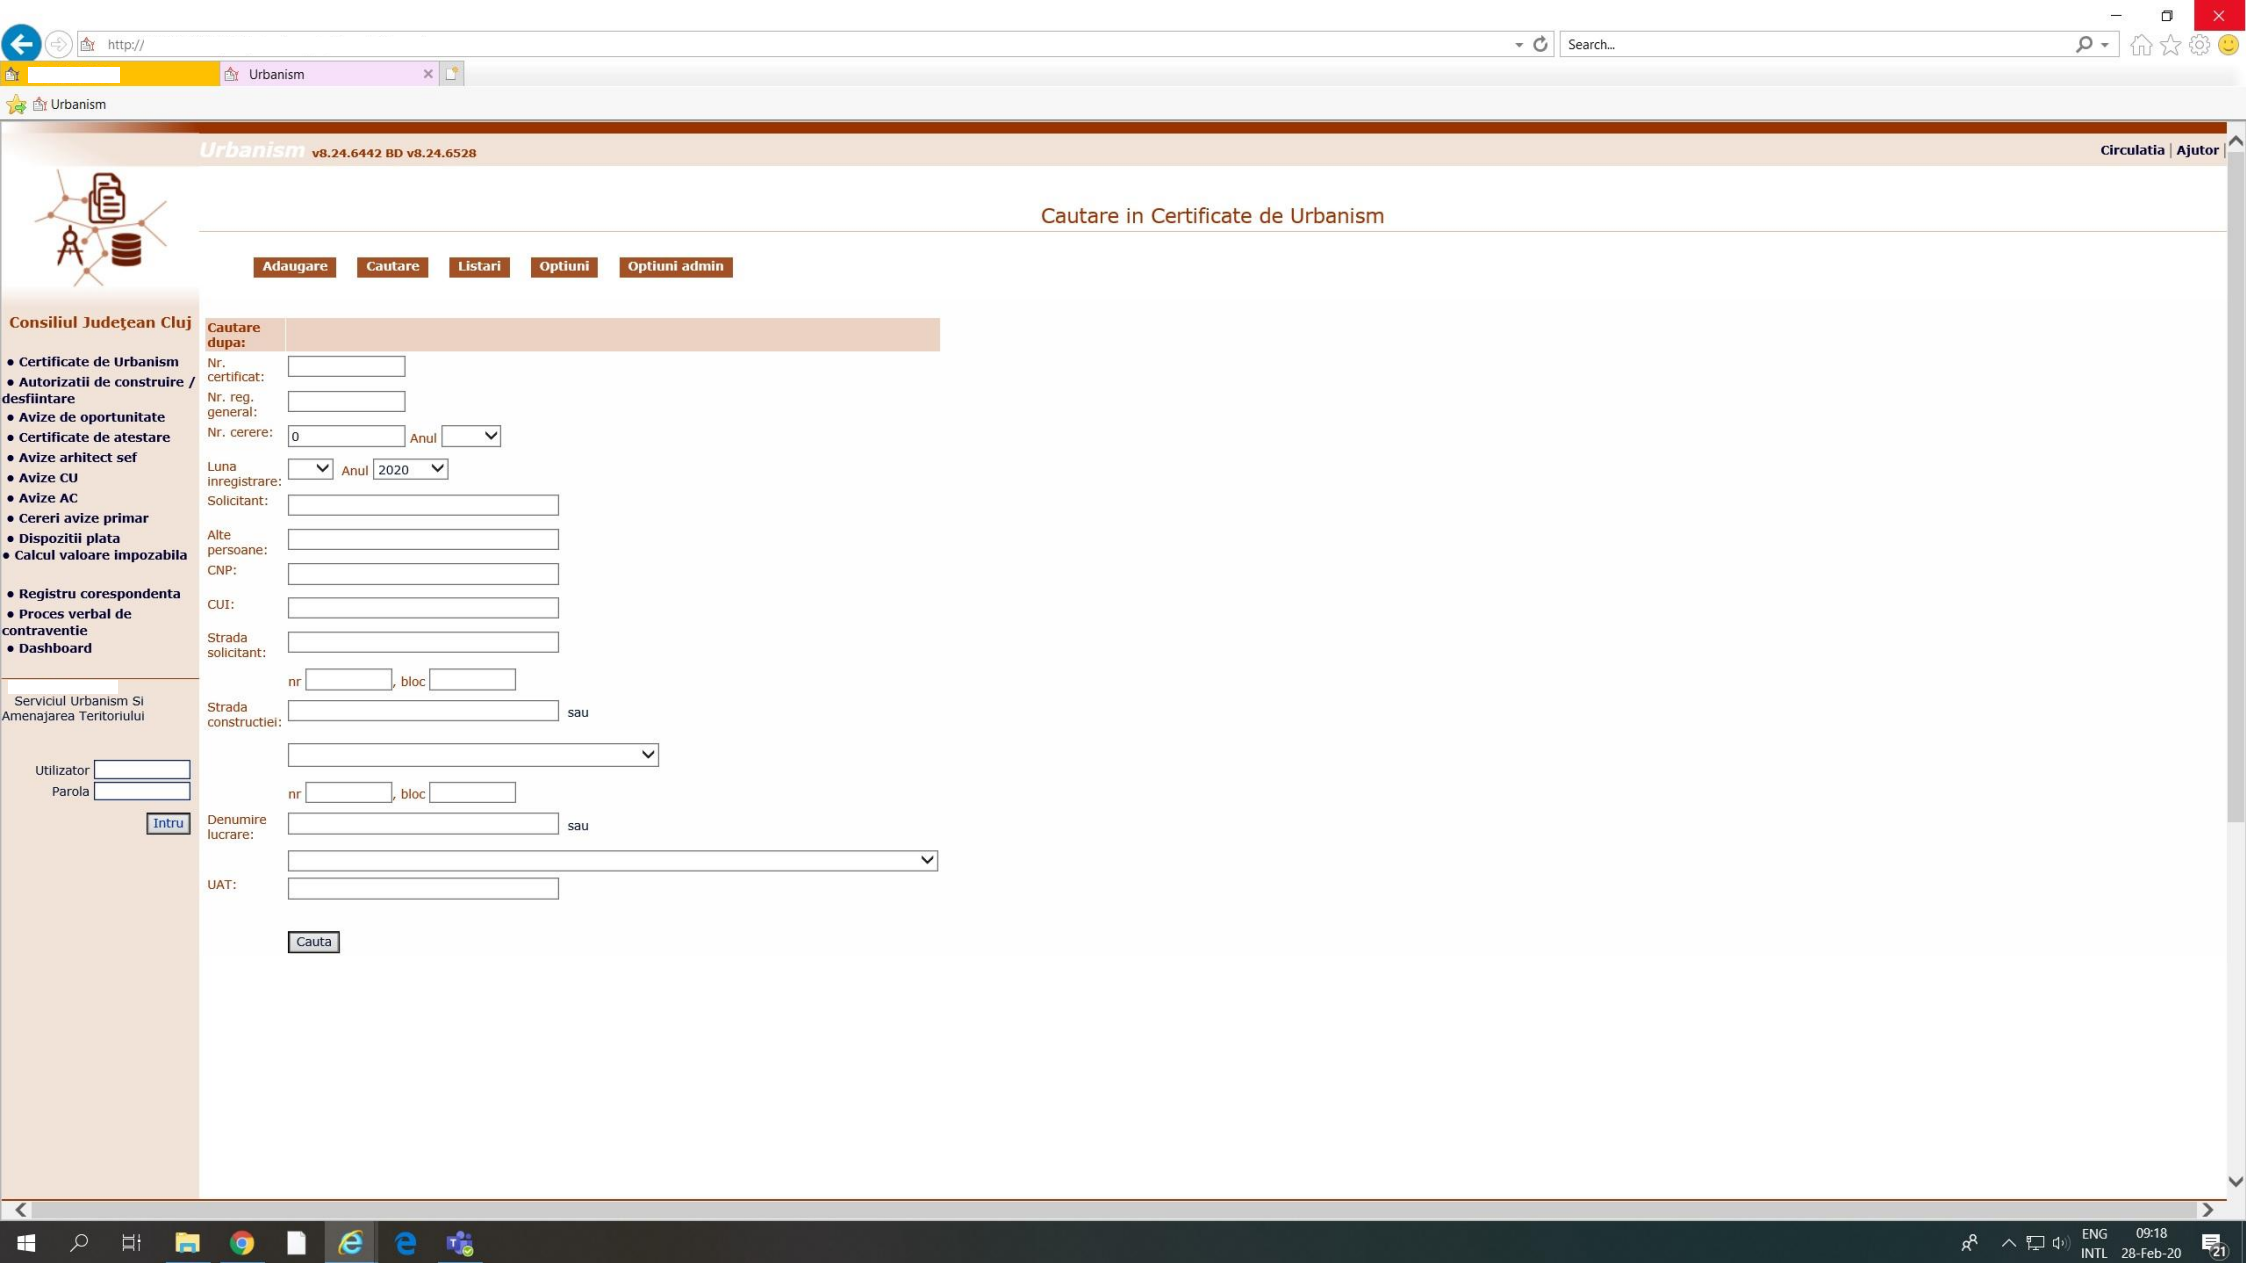 http://
Search...
Urbanism
Urbanism
Urbanism v8.24.6442 BD v8.24.6528
Circulatia | Ajutor |
Cautare in Certificate de Urbanism
Adaugare Cautare Listari Optiuni Optiuni admin
Consiliul Judeţean Cluj
• Certificate de Urbanism
• Autorizatii de construire /
desfiintare
• Avize de oportunitate
• Certificate de atestare
• Avize arhitect sef
• Avize CU
• Avize AC
• Cereri avize primar
• Dispozitii plata
• Calcul valoare impozabila
• Registru corespondenta
• Proces verbal de
contraventie
• Dashboard
Serviciul Urbanism Si
Amenajarea Teritoriului
Utilizator
Parola
Intru
Cautare
dupa:
Nr.
certificat:
Nr. reg.
general:
Nr. cerere: 0 Anul
Luna
inregistrare: Anul 2020
Solicitant:
Alte
persoane:
CNP:
CUI:
Strada
solicitant:
nr , bloc
Strada
constructiei: sau
nr , bloc
Denumire
lucrare: sau
UAT:
Cauta
ENG 09:18
INTL 28-Feb-20 21